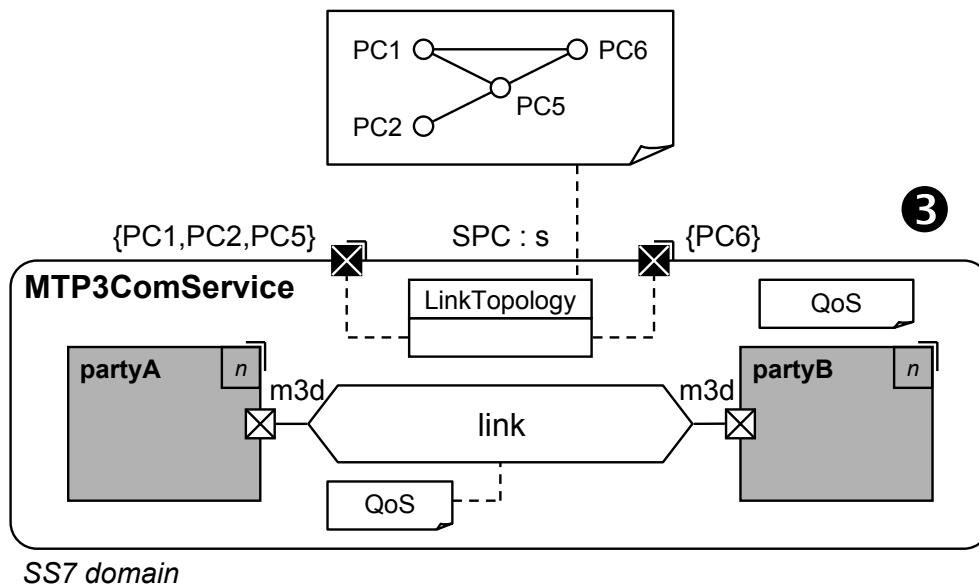 PC1
PC6
PC5
PC2
3
{PC1,PC2,PC5}
SPC : s
{PC6}
MTP3ComService
LinkTopology
QoS
partyA
n
partyB
n
m3d
m3d
link
QoS
SS7 domain